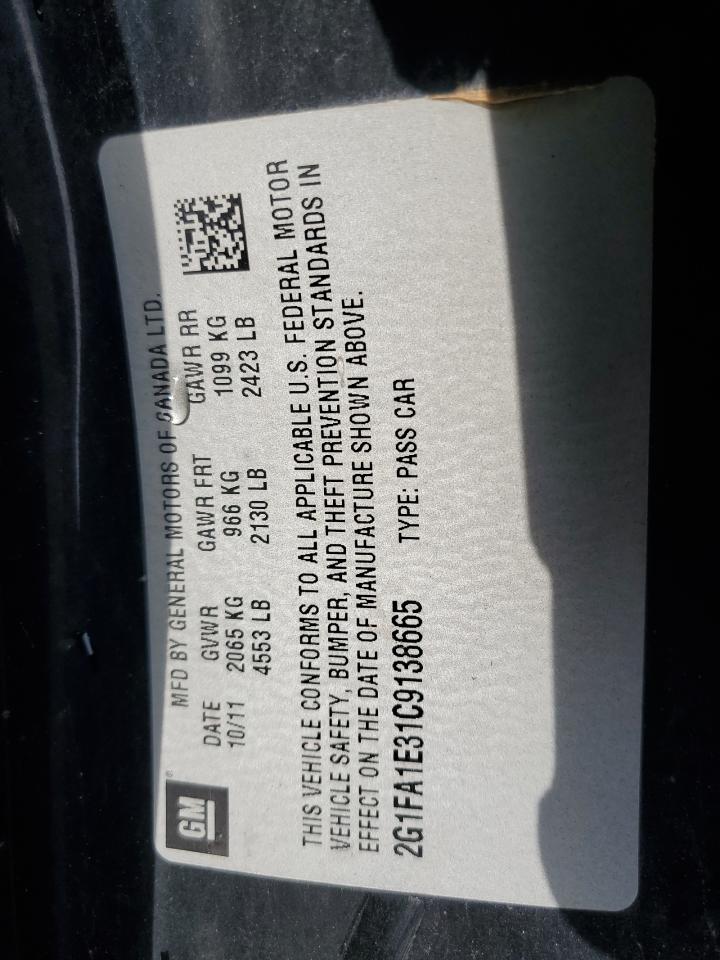 GM®
MFD BY GENERAL MOTORS OF CANADA LTD.
DATE GVWR GAWR FRT GAWR RR
10/11 2065 KG 966 KG 1099 KG
4553 LB 2130 LB 2423 LB
THIS VEHICLE CONFORMS TO ALL APPLICABLE U.S. FEDERAL MOTOR
VEHICLE SAFETY, BUMPER, AND THEFT PREVENTION STANDARDS IN
EFFECT ON THE DATE OF MANUFACTURE SHOWN ABOVE.
2G1FA1E31C9138665 TYPE: PASS CAR